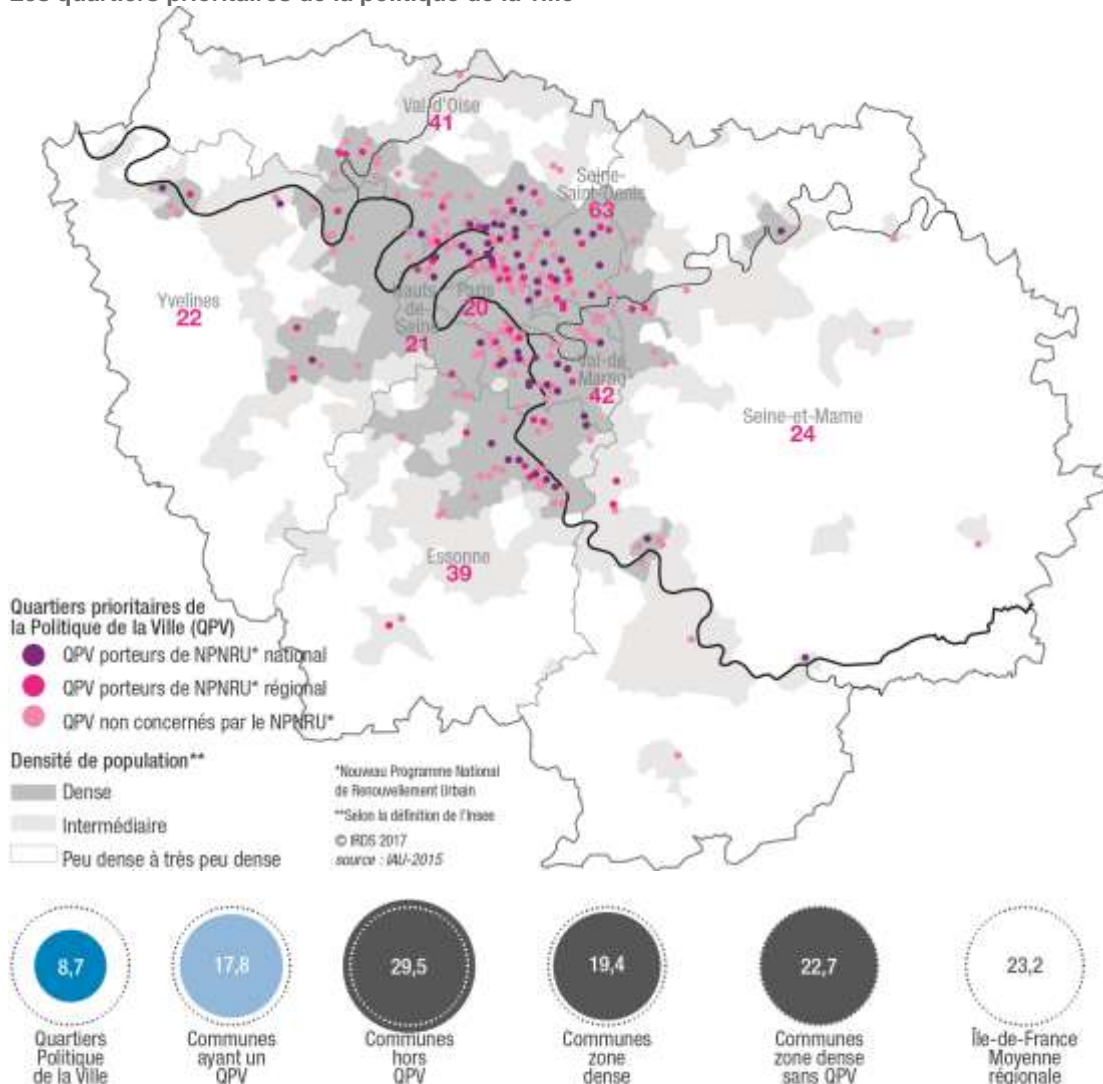 Les quartiers prioritaires de la politique de la ville
Val-d'Oise
41
Seine-
Saint-Denis
63
Yvelines
22
Hauts-
de-
Seine
21
Paris
20
Val-de-
Marne
42
Seine-et-Marne
24
Essonne
39
Quartiers prioritaires de
la Politique de la Ville (QPV)
QPV porteurs de NPNRU* national
QPV porteurs de NPNRU* régional
QPV non concernés par le NPNRU*
Densité de population**
Dense
Intermédiaire
Peu dense à très peu dense
*Nouveau Programme National
de Renouvellement Urbain
**Selon la définition de l'Insee
© IRDS 2017
source : IAU-2015
8,7
17,8
29,5
19,4
22,7
23,2
Quartiers
Politique
de la Ville
Communes
ayant un
QPV
Communes
hors
QPV
Communes
zone
dense
Communes
zone dense
sans QPV
Île-de-France
Moyenne
régionale